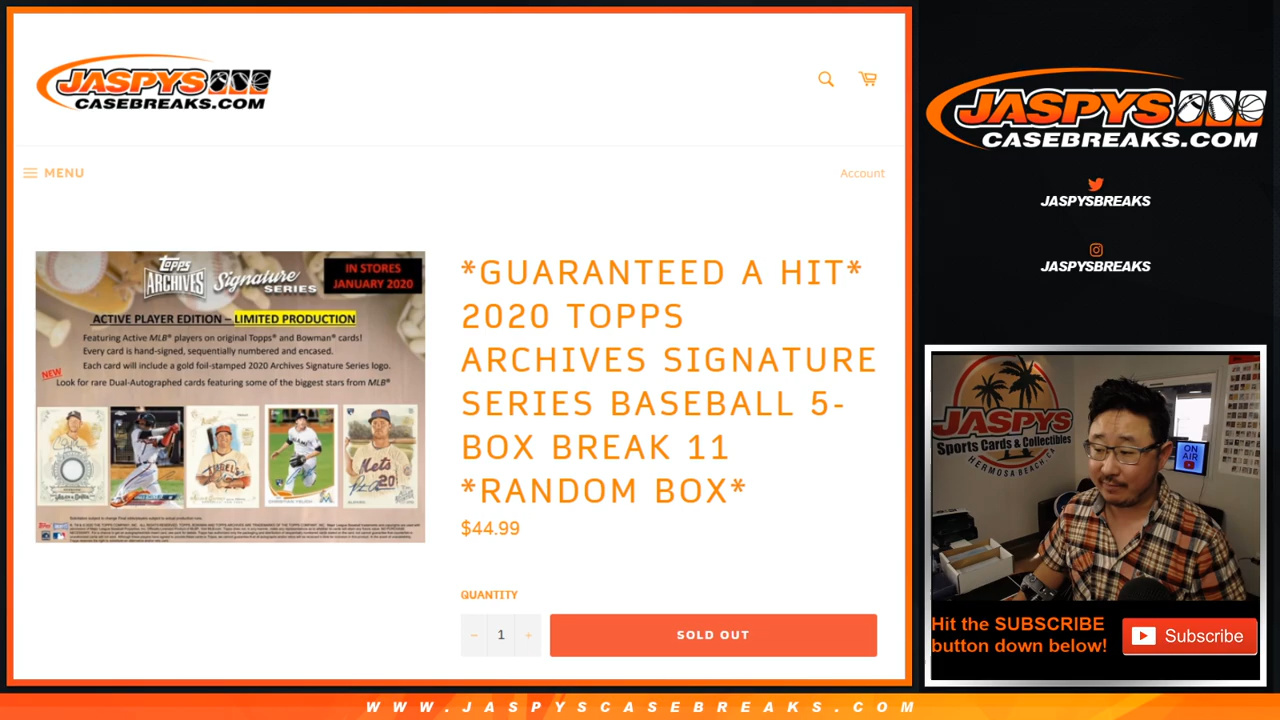 JASPYS
CASEBREAKS.COM
MENU
Account
Topps
ARCHIVES Signature
SERIES
IN STORES
JANUARY 2020
ACTIVE PLAYER EDITION – LIMITED PRODUCTION
Featuring Active MLB® players on original Topps® and Bowman® cards!
Every card is hand-signed, sequentially numbered and encased.
Each card will include a gold foil-stamped 2020 Archives Signature Series logo.
NEW
Look for rare Dual-Autographed cards featuring some of the biggest stars from MLB®
Mets
20
*GUARANTEED A HIT*
2020 TOPPS
ARCHIVES SIGNATURE
SERIES BASEBALL 5-
BOX BREAK 11
*RANDOM BOX*
$44.99
QUANTITY
− 1 +
SOLD OUT
JASPYS
CASEBREAKS.COM
JASPYSBREAKS
JASPYSBREAKS
JASPYS
Sports Cards & Collectibles
HERMOSA BEACH, CA
ON
AIR
Hit the SUBSCRIBE
button down below!
Subscribe
WWW.JASPYSCASEBREAKS.COM